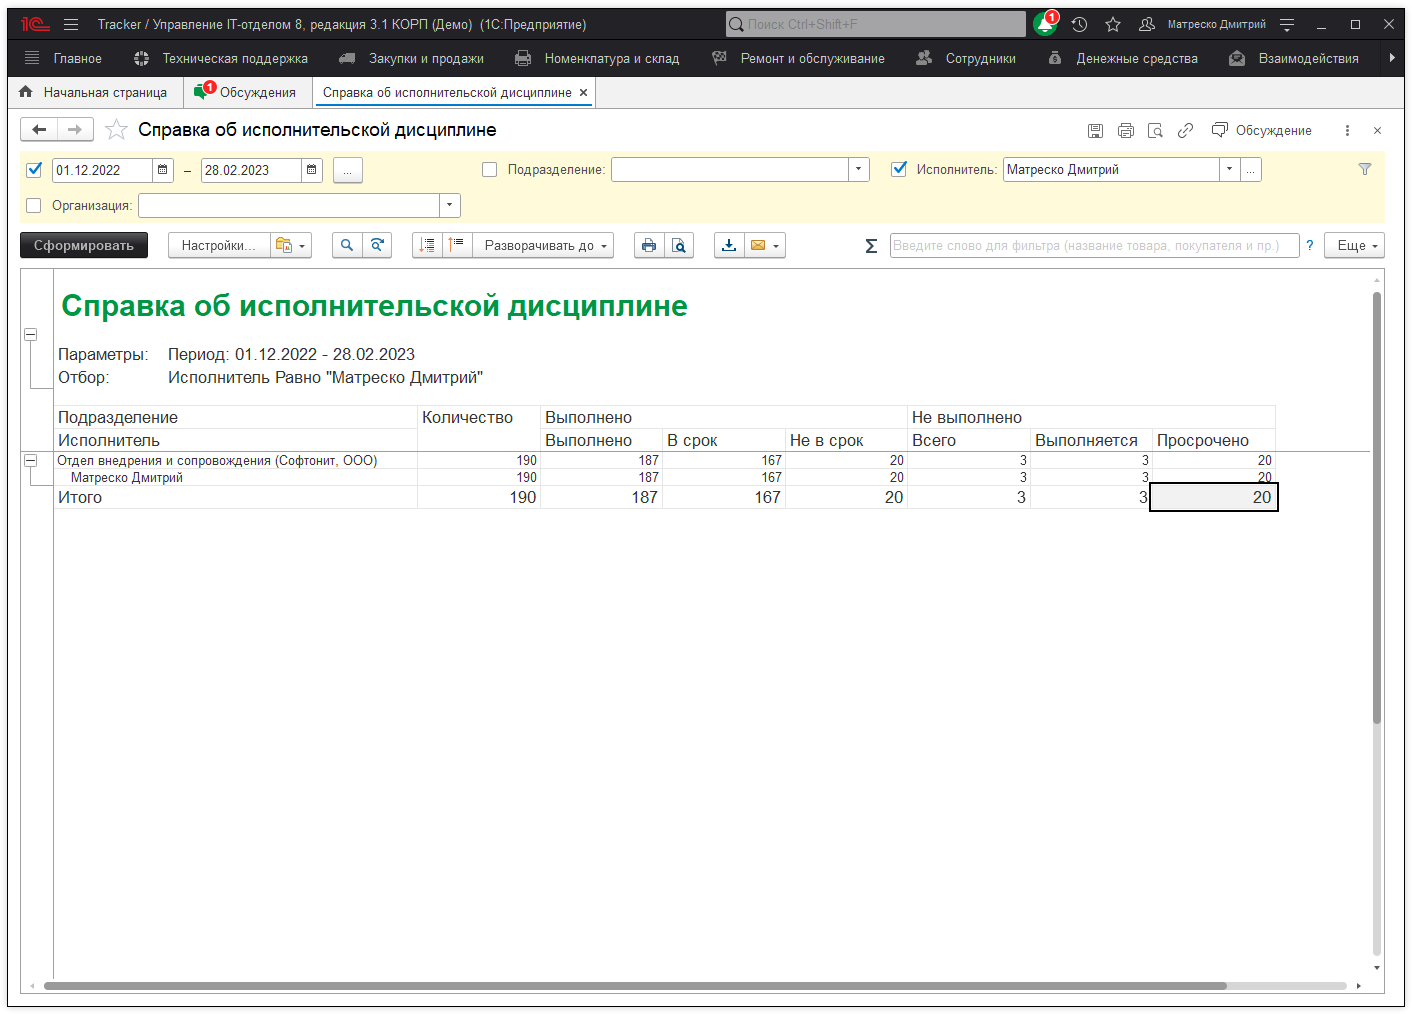 1С Tracker / Управление IT-отделом 8, редакция 3.1 КОРП (Демо) (1С:Предприятие) Поиск Ctrl+Shift+F 1 Матреско Дмитрий
Главное Техническая поддержка Закупки и продажи Номенклатура и склад Ремонт и обслуживание Сотрудники Денежные средства Взаимодействия
Начальная страница 1 Обсуждения Справка об исполнительской дисциплине ×
Справка об исполнительской дисциплине Обсуждение
01.12.2022 – 28.02.2023 ... Подразделение: Исполнитель: Матреско Дмитрий ...
Организация:
Сформировать Настройки... Разворачивать до Σ Введите слово для фильтра (название товара, покупателя и пр.) ? Еще
Справка об исполнительской дисциплине
Параметры: Период: 01.12.2022 - 28.02.2023
Отбор: Исполнитель Равно "Матреско Дмитрий"
Подразделение Количество Выполнено Не выполнено
Исполнитель Выполнено В срок Не в срок Всего Выполняется Просрочено
Отдел внедрения и сопровождения (Софтонит, ООО) 190 187 167 20 3 3 20
Матреско Дмитрий 190 187 167 20 3 3 20
Итого 190 187 167 20 3 3 20